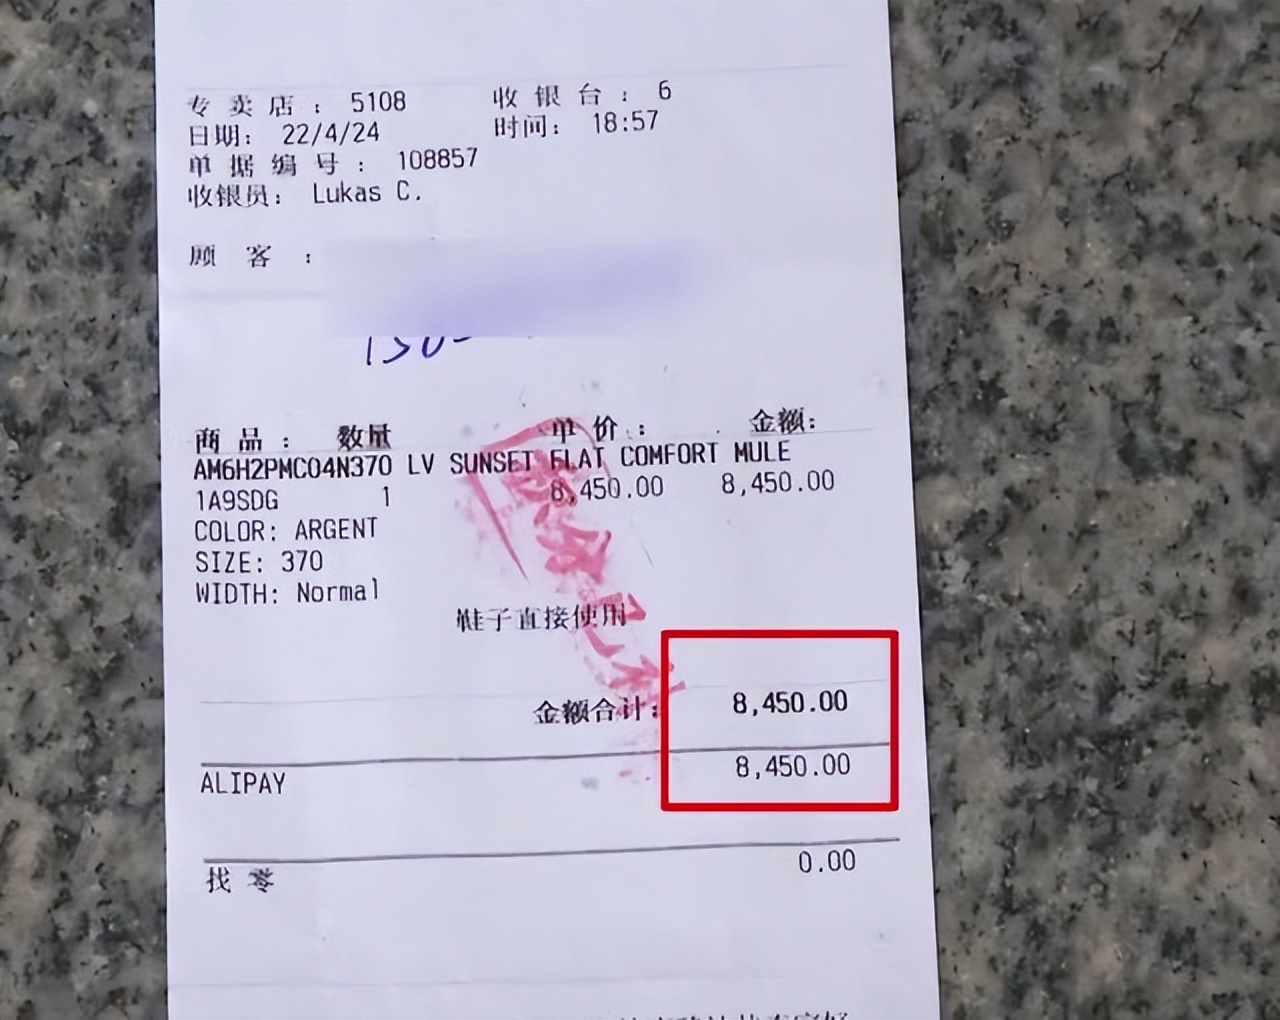 专卖店： 5108 收银台： 6
日期： 22/4/24 时间： 18:57
单据编号： 108857
收银员： Lukas C.
顾客：
商品： 数量 单价： 金额：
AM6H2PMC04N370 LV SUNSET FLAT COMFORT MULE
1A9SDG 1 8,450.00 8,450.00
COLOR: ARGENT
SIZE: 370
WIDTH: Normal
鞋子直接使用
金额合计： 8,450.00
ALIPAY 8,450.00
找零 0.00